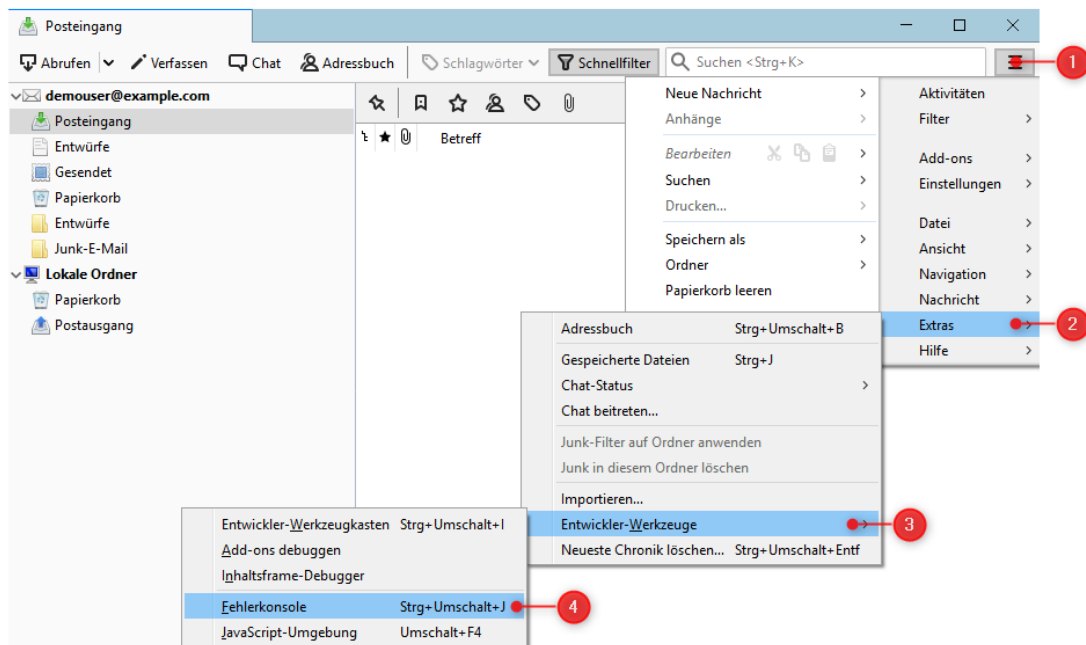 Posteingang
Abrufen Verfassen Chat Adressbuch Schlagwörter Schnellfilter Suchen <Strg+K> 1
demouser@example.com
Posteingang
Entwürfe
Gesendet
Papierkorb
Entwürfe
Junk-E-Mail
Lokale Ordner
Papierkorb
Postausgang
Betreff
Neue Nachricht
Anhänge
Bearbeiten
Suchen
Drucken...
Speichern als
Ordner
Papierkorb leeren
Aktivitäten
Filter
Add-ons
Einstellungen
Datei
Ansicht
Navigation
Nachricht
Extras 2
Hilfe
Adressbuch Strg+Umschalt+B
Gespeicherte Dateien Strg+J
Chat-Status
Chat beitreten...
Junk-Filter auf Ordner anwenden
Junk in diesem Ordner löschen
Importieren...
Entwickler-Werkzeuge 3
Neueste Chronik löschen... Strg+Umschalt+Entf
Entwickler-Werkzeugkasten Strg+Umschalt+I
Add-ons debuggen
Inhaltsframe-Debugger
Fehlerkonsole Strg+Umschalt+J 4
JavaScript-Umgebung Umschalt+F4